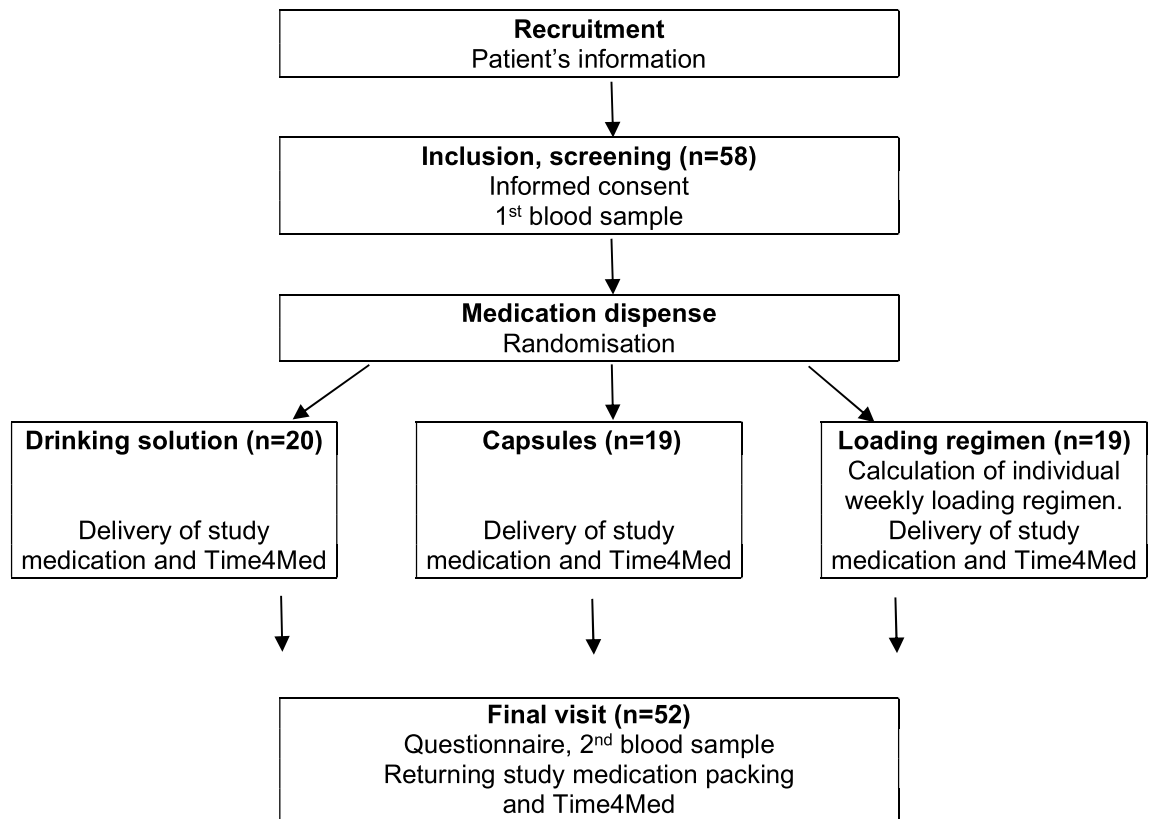 Recruitment
Patient’s information
Inclusion, screening (n=58)
Informed consent
1st blood sample
Medication dispense
Randomisation
Drinking solution (n=20)
Delivery of study
medication and Time4Med
Capsules (n=19)
Delivery of study
medication and Time4Med
Loading regimen (n=19)
Calculation of individual
weekly loading regimen.
Delivery of study
medication and Time4Med
Final visit (n=52)
Questionnaire, 2nd blood sample
Returning study medication packing
and Time4Med